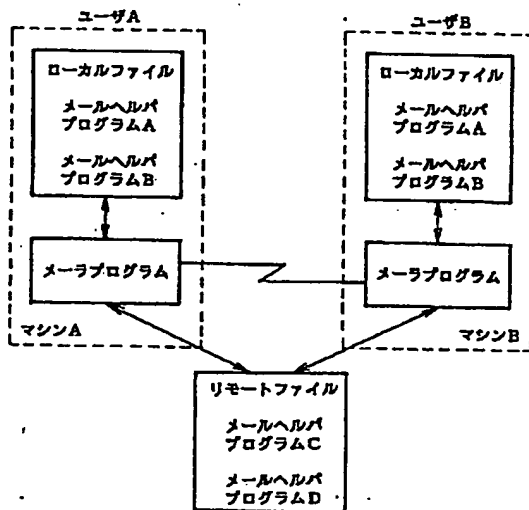 ユーザA
ローカルファイル
メールヘルパ
プログラムA
メールヘルパ
プログラムB
メーラプログラム
マシンA
ユーザB
ローカルファイル
メールヘルパ
プログラムA
メールヘルパ
プログラムB
メーラプログラム
マシンB
リモートファイル
メールヘルパ
プログラムC
メールヘルパ
プログラムD